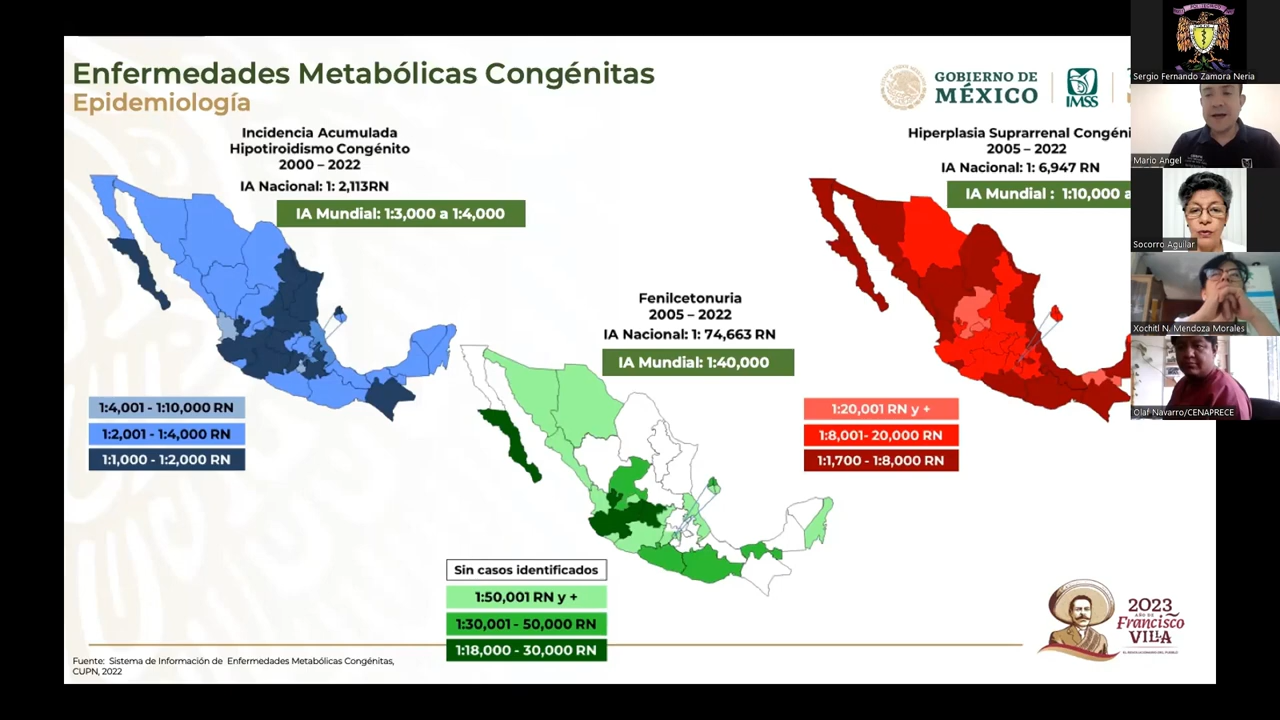 Enfermedades Metabólicas Congénitas
Epidemiología
GOBIERNO DE
MÉXICO
IMSS
Incidencia Acumulada
Hipotiroidismo Congénito
2000 – 2022
IA Nacional: 1: 2,113RN
IA Mundial: 1:3,000 a 1:4,000
1:4,001 - 1:10,000 RN
1:2,001 - 1:4,000 RN
1:1,000 - 1:2,000 RN
Fenilcetonuria
2005 – 2022
IA Nacional: 1: 74,663 RN
IA Mundial: 1:40,000
Sin casos identificados
1:50,001 RN y +
1:30,001 - 50,000 RN
1:18,000 - 30,000 RN
Hiperplasia Suprarrenal Congéni
2005 – 2022
IA Nacional: 1: 6,947 RN
IA Mundial : 1:10,000 a
1:20,001 RN y +
1:8,001- 20,000 RN
1:1,700 - 1:8,000 RN
Fuente: Sistema de Información de Enfermedades Metabólicas Congénitas,
CUPN, 2022
2023
AÑO DE
Francisco
VILLA
Sergio Fernando Zamora Neria
Mario Angel
Socorro Aguilar
Xochitl N. Mendoza Morales
Olaf Navarro/CENAPRECE